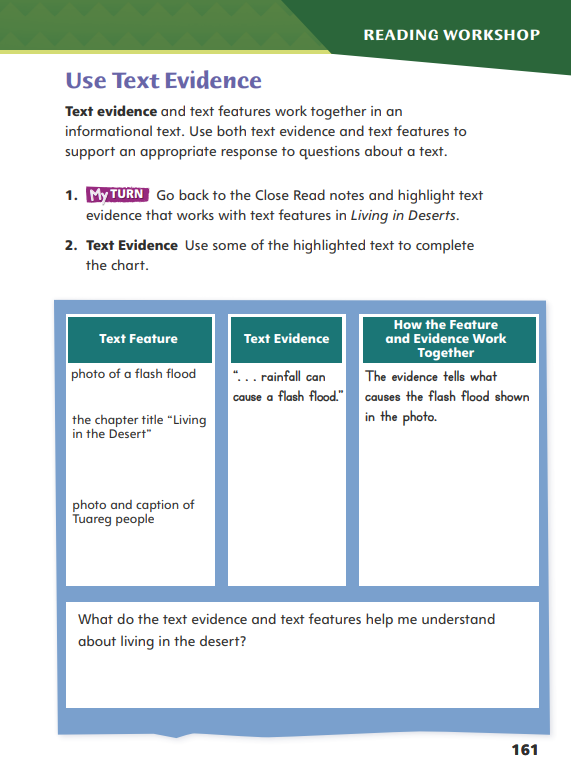 READING WORKSHOP
Use Text Evidence
Text evidence and text features work together in an
informational text. Use both text evidence and text features to
support an appropriate response to questions about a text.
1. My TURN Go back to the Close Read notes and highlight text
evidence that works with text features in Living in Deserts.
2. Text Evidence Use some of the highlighted text to complete
the chart.
Text Feature
photo of a flash flood
the chapter title “Living
in the Desert”
photo and caption of
Tuareg people
Text Evidence
“. . . rainfall can
cause a flash flood.”
How the Feature
and Evidence Work
Together
The evidence tells what
causes the flash flood shown
in the photo.
What do the text evidence and text features help me understand
about living in the desert?
161